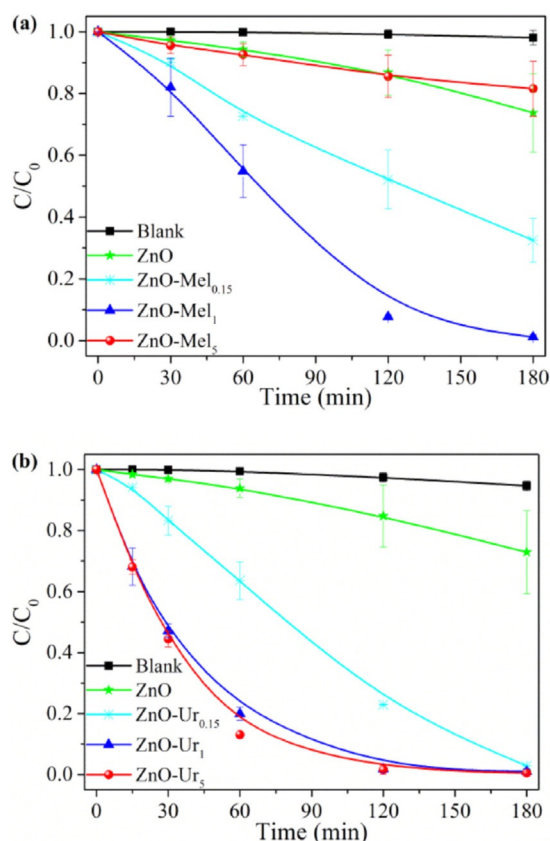 (a)
1.0
0.8
0.6
0.4
0.2
0.0
C/C0
Blank
ZnO
ZnO-Mel0.15
ZnO-Mel1
ZnO-Mel5
0 30 60 90 120 150 180
Time (min)
(b)
1.0
0.8
0.6
0.4
0.2
0.0
C/C0
Blank
ZnO
ZnO-Ur0.15
ZnO-Ur1
ZnO-Ur5
0 30 60 90 120 150 180
Time (min)